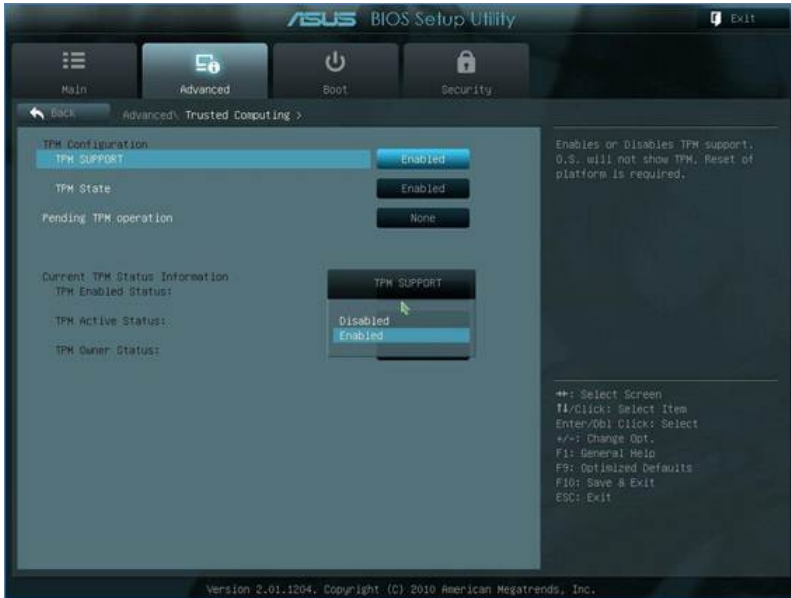 ASUS BIOS Setup Utility
Exit
Main
Advanced
Boot
Security
Back
Advanced\ Trusted Computing >
TPM Configuration
TPM SUPPORT
Enabled
TPM State
Enabled
Pending TPM operation
None
Current TPM Status Information
TPM Enabled Status:
TPM Active Status:
TPM Owner Status:
TPM SUPPORT
Disabled
Enabled
Enables or Disables TPM support.
O.S. will not show TPM. Reset of
platform is required.
→←: Select Screen
↑↓/Click: Select Item
Enter/Dbl Click: Select
+/-: Change Opt.
F1: General Help
F9: Optimized Defaults
F10: Save & Exit
ESC: Exit
Version 2.01.1204. Copyright (C) 2010 American Megatrends, Inc.